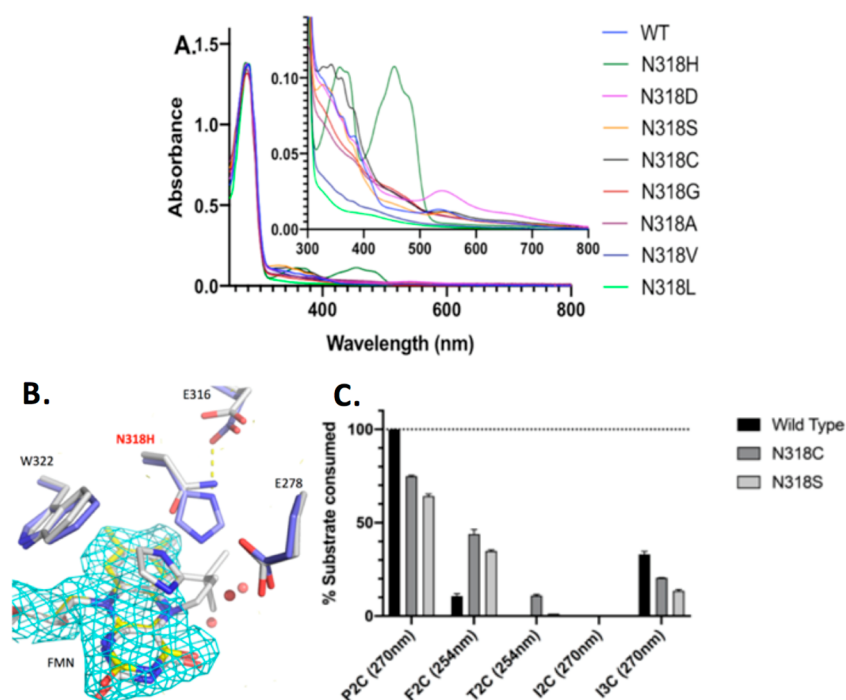 A.
1.5
1.0
0.5
0.0
Absorbance
0.10
0.05
0.00
300 400 500 600 700 800
400 600 800
Wavelength (nm)
WT
N318H
N318D
N318S
N318C
N318G
N318A
N318V
N318L
B.
E316
N318H
W322
E278
FMN
C.
% Substrate consumed
100
50
0
P2C (270nm)
F2C (254nm)
T2C (254nm)
I2C (270nm)
I3C (270nm)
Wild Type
N318C
N318S